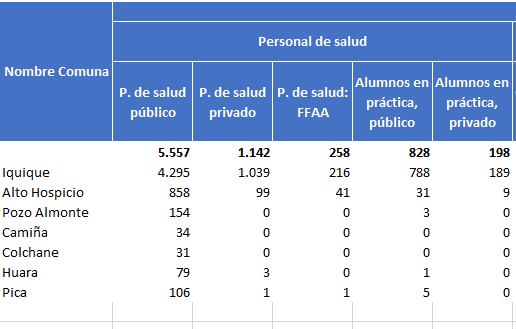 Personal de salud
Nombre Comuna
P. de salud público P. de salud privado P. de salud: FFAA Alumnos en práctica, público Alumnos en práctica, privado
5.557 1.142 258 828 198
Iquique 4.295 1.039 216 788 189
Alto Hospicio 858 99 41 31 9
Pozo Almonte 154 0 0 3 0
Camiña 34 0 0 0 0
Colchane 31 0 0 0 0
Huara 79 3 0 1 0
Pica 106 1 1 5 0